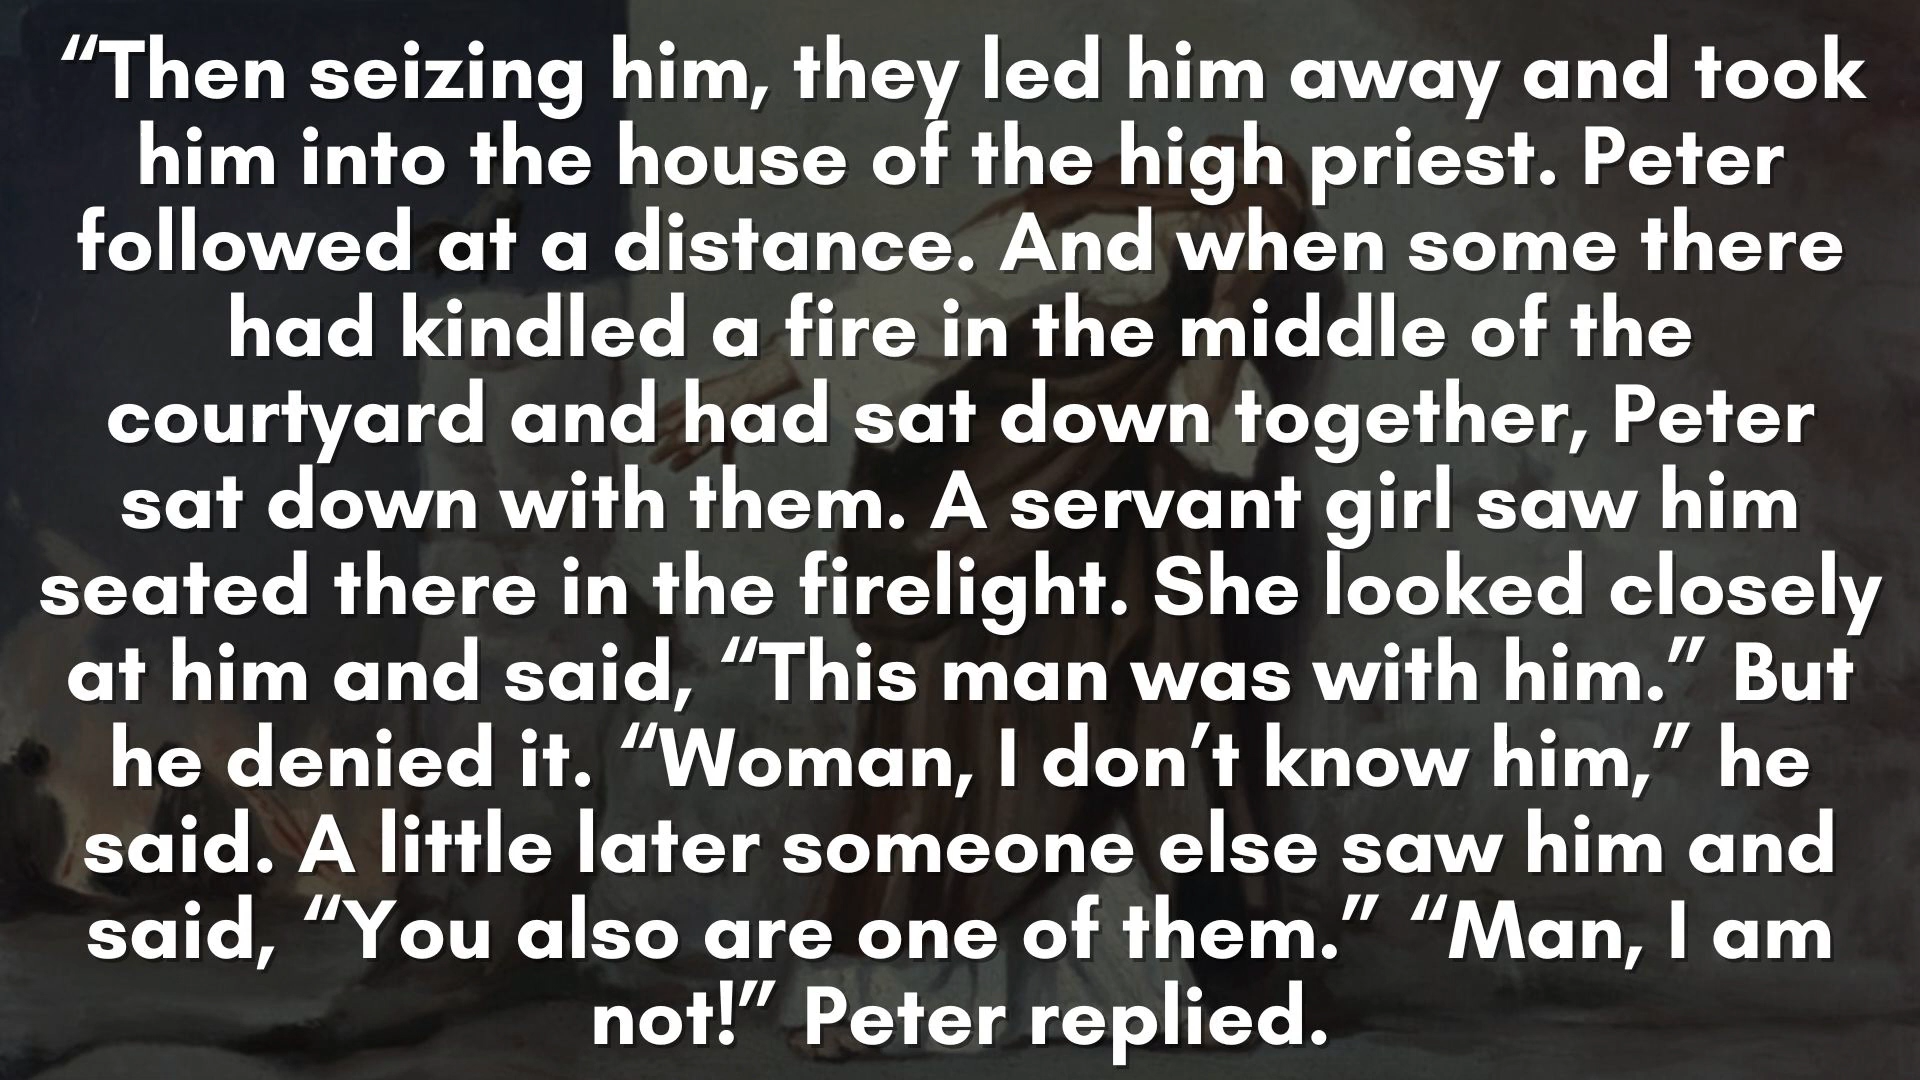 “Then seizing him, they led him away and took
him into the house of the high priest. Peter
followed at a distance. And when some there
had kindled a fire in the middle of the
courtyard and had sat down together, Peter
sat down with them. A servant girl saw him
seated there in the firelight. She looked closely
at him and said, “This man was with him.” But
he denied it. “Woman, I don’t know him,” he
said. A little later someone else saw him and
said, “You also are one of them.” “Man, I am
not!” Peter replied.